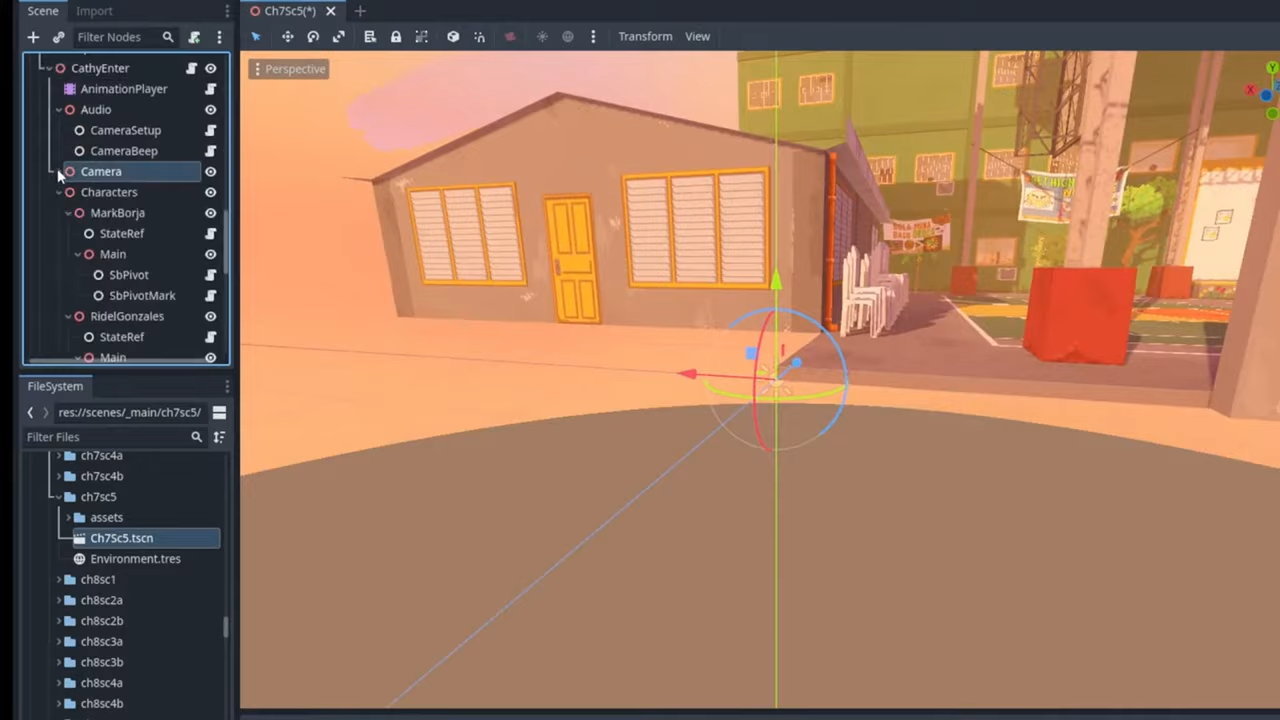 Scene
Import
Ch7Sc5(*)
Filter Nodes
Transform
View
CathyEnter
AnimationPlayer
Audio
CameraSetup
CameraBeep
Camera
Characters
MarkBorja
StateRef
Main
SbPivot
SbPivotMark
RidelGonzales
StateRef
Main
Perspective
Y
X
FileSystem
res://scenes/_main/ch7sc5/
Filter Files
ch7sc4a
ch7sc4b
ch7sc5
assets
Ch7Sc5.tscn
Environment.tres
ch8sc1
ch8sc2a
ch8sc2b
ch8sc3a
ch8sc3b
ch8sc4a
ch8sc4b